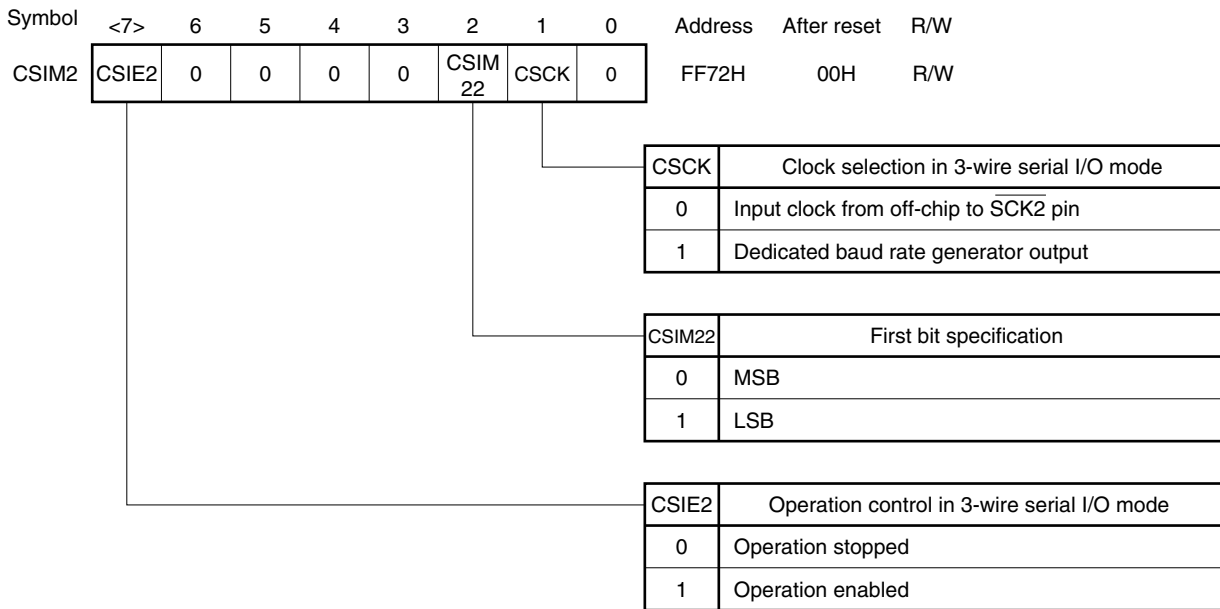 Symbol <7> 6 5 4 3 2 1 0 Address After reset R/W
CSIM2 CSIE2 0 0 0 0 CSIM 22 CSCK 0 FF72H 00H R/W
CSCK Clock selection in 3-wire serial I/O mode
0 Input clock from off-chip to S̅C̅K̅2̅ pin
1 Dedicated baud rate generator output
CSIM22 First bit specification
0 MSB
1 LSB
CSIE2 Operation control in 3-wire serial I/O mode
0 Operation stopped
1 Operation enabled